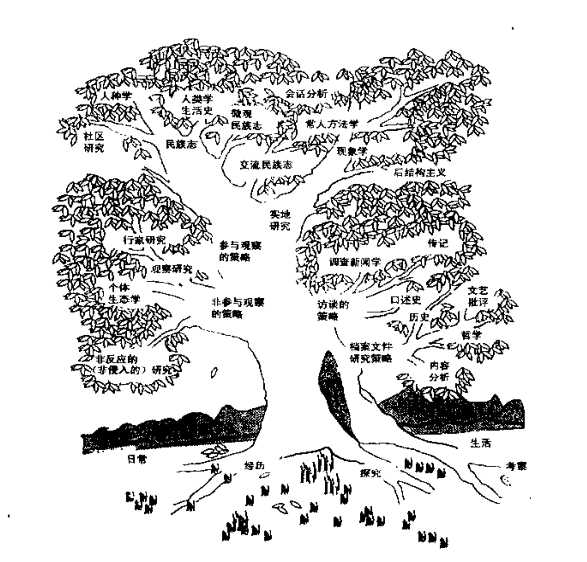 人种学
人类学
生活史
微观
民族志
会话分析
常人方法学
社区
研究
民族志
交流民族志
现象学
后结构主义
实地
研究
行家研究
参与观察
的策略
传记
观察研究
调查新闻学
个体
生态学
非参与观察
的策略
访谈的
策略
口述史
历史
文艺
批评
哲学
档案文件
研究策略
非反应的
(非侵入的)研究
内容
分析
日常
经历
探究
生活
考察